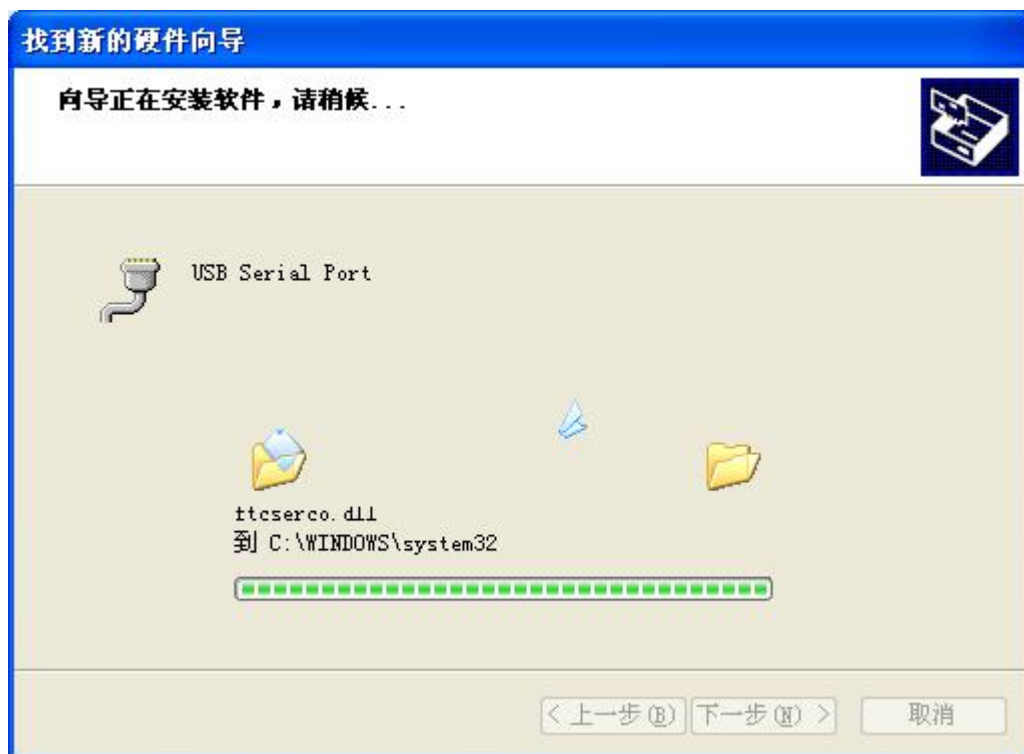 找到新的硬件向导
向导正在安装软件，请稍候...
USB Serial Port
ftcserco.dll
到 C:\WINDOWS\system32
< 上一步(B)
下一步(N) >
取消